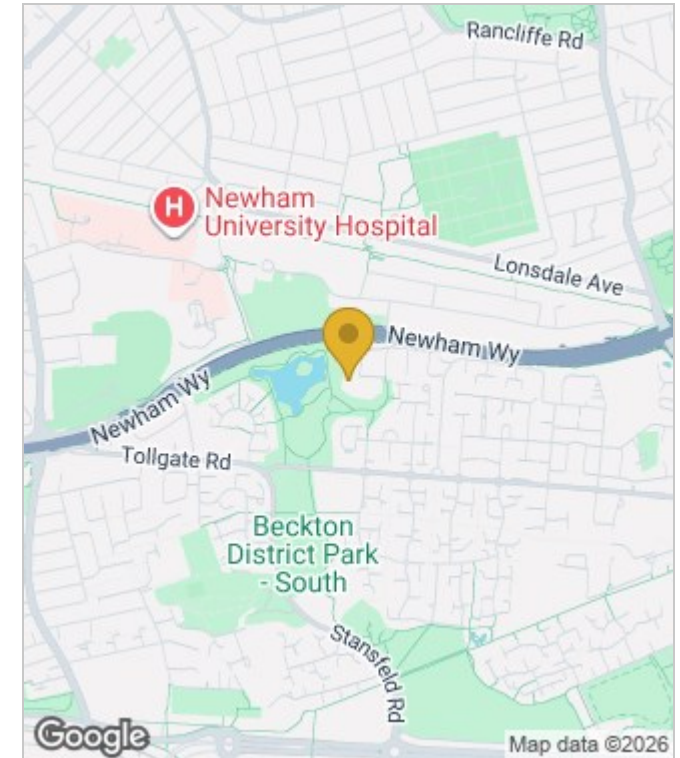 Rancliffe Rd
H
Newham
University Hospital
Lonsdale Ave
Newham Wy
Newham Wy
Tollgate Rd
Beckton
District Park
- South
Stansfeld Rd
Google
Map data ©2026